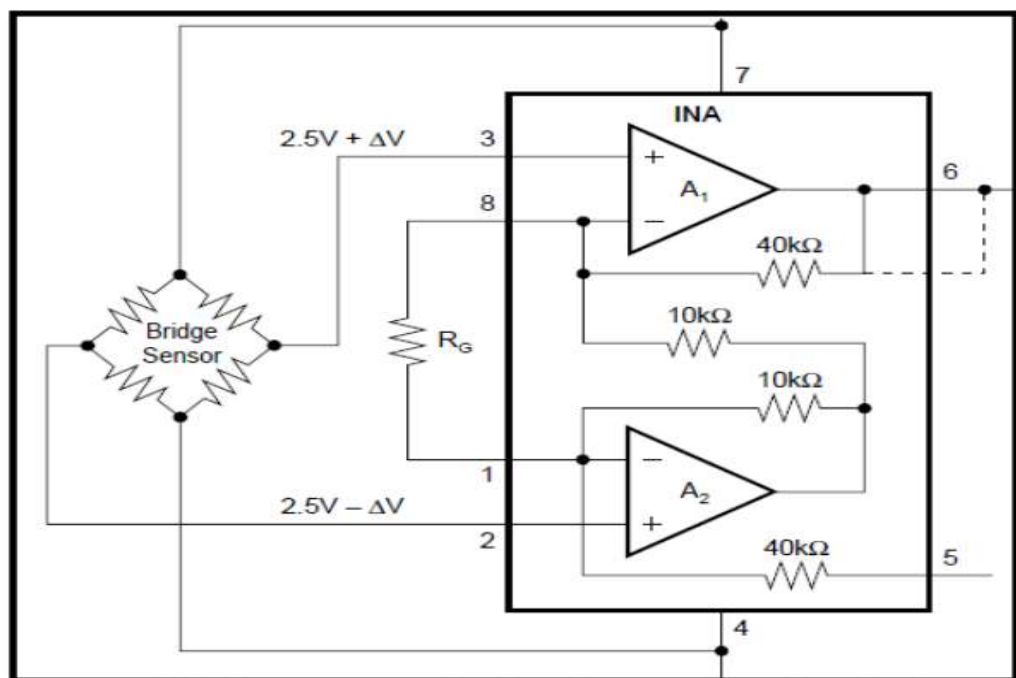 7
INA
2.5V + ΔV
3
+
A1
6
8
−
40kΩ
10kΩ
Bridge
Sensor
RG
10kΩ
1
−
A2
2.5V − ΔV
+
2
40kΩ
5
4